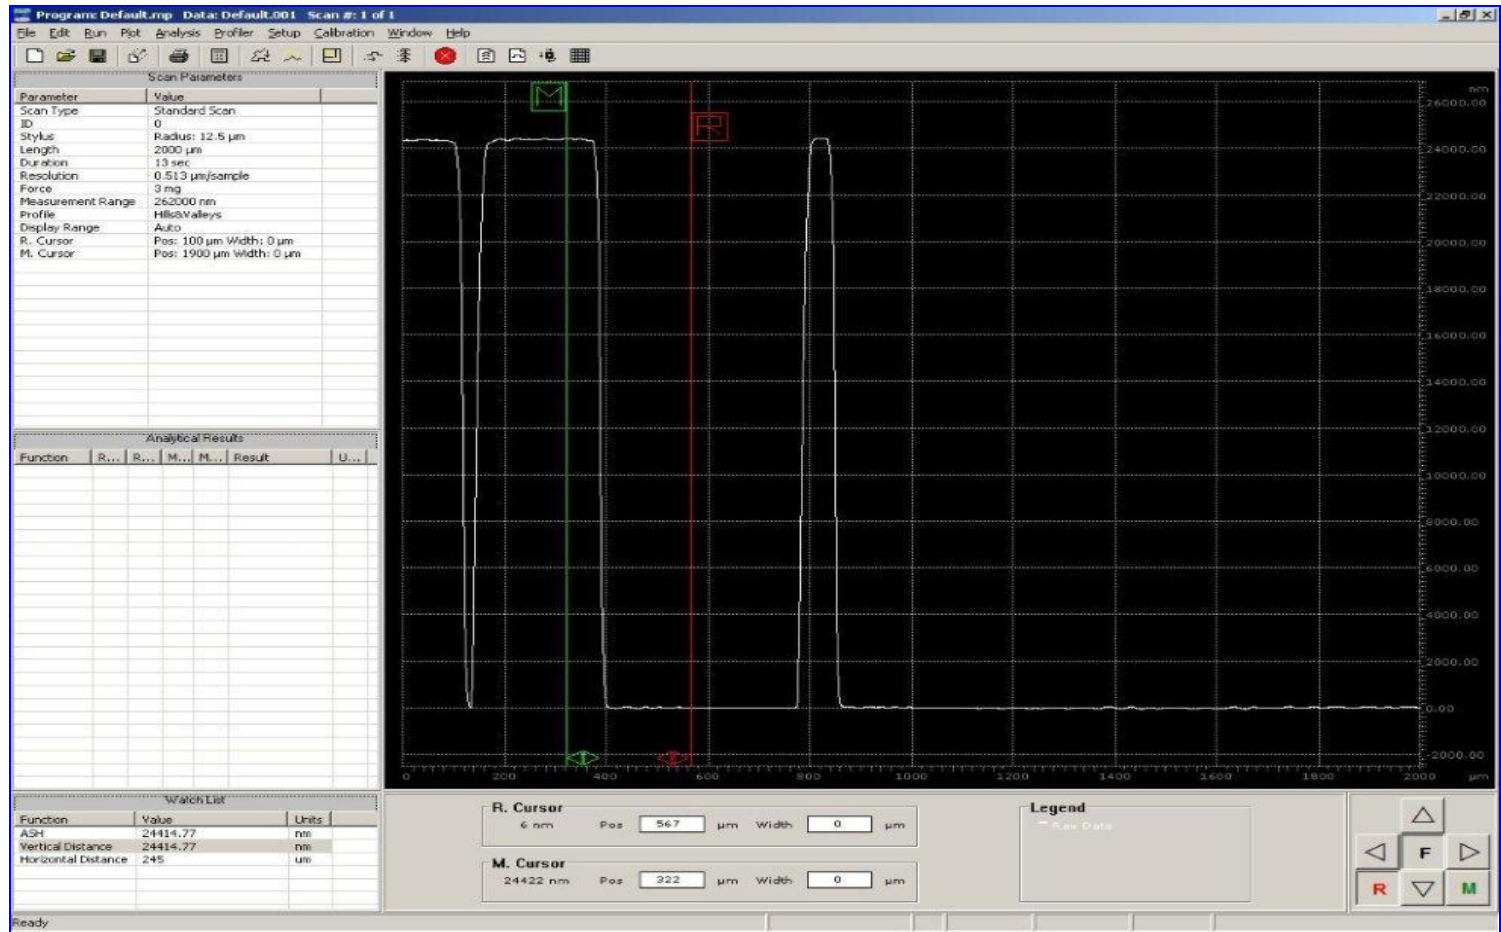 Program: Default.mp Data: Default.001 Scan #: 1 of 1
File Edit Run Plot Analysis Profiler Setup Calibration Window Help
Scan Parameters
Parameter Value
Scan Type Standard Scan
ID 0
Stylus Radius: 12.5 µm
Length 2000 µm
Duration 13 sec
Resolution 0.513 µm/sample
Force 3 mg
Measurement Range 262000 nm
Profile Hills&Valleys
Display Range Auto
R. Cursor Pos: 100 µm Width: 0 µm
M. Cursor Pos: 1900 µm Width: 0 µm
Analytical Results
Function R... R... M... M... Result U...
Watch List
Function Value Units
ASH 24414.77 nm
Vertical Distance 24414.77 nm
Horizontal Distance 245 um
M
R
nm
26000.00
24000.00
22000.00
20000.00
18000.00
16000.00
14000.00
12000.00
10000.00
8000.00
6000.00
4000.00
2000.00
0.00
-2000.00
0 200 400 600 800 1000 1200 1400 1600 1800 2000 µm
R. Cursor
6 nm Pos 567 µm Width 0 µm
M. Cursor
24422 nm Pos 322 µm Width 0 µm
Legend
Raw Data
F
R M
Ready